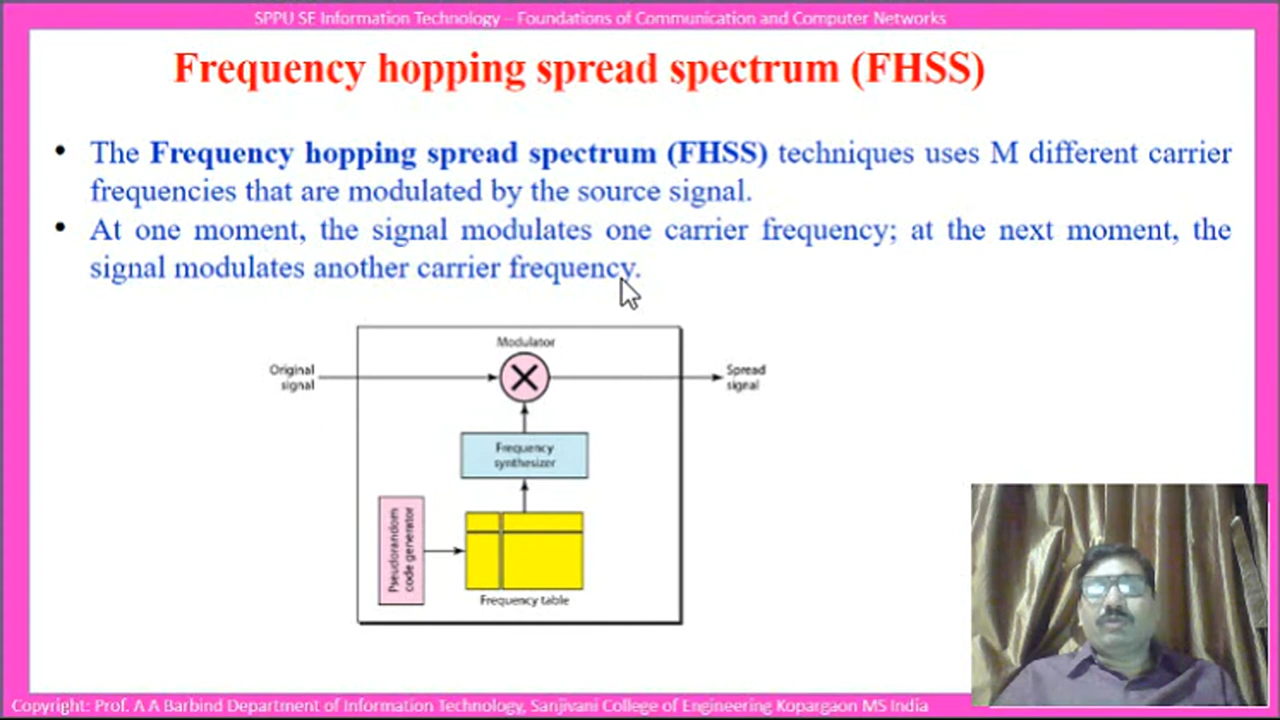 SPPU SE Information Technology – Foundations of Communication and Computer Networks
Frequency hopping spread spectrum (FHSS)
• The Frequency hopping spread spectrum (FHSS) techniques uses M different carrier
frequencies that are modulated by the source signal.
• At one moment, the signal modulates one carrier frequency; at the next moment, the
signal modulates another carrier frequency.
Modulator
Original
signal
Spread
signal
Frequency
synthesizer
Pseudorandom
code generator
Frequency table
Copyright: Prof. A A Barbind Department of Information Technology, Sanjivani College of Engineering Kopargaon MS India